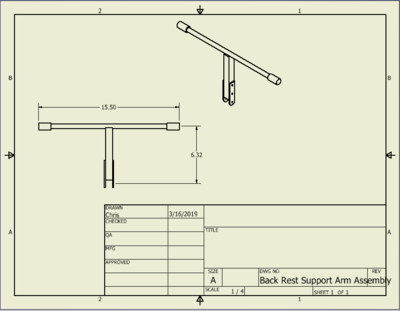 2
1
B
B
15.50
6.32
A
A
DRAWN
Chris
3/16/2019
CHECKED
QA
TITLE
MFG
APPROVED
SIZE
A
DWG NO
Back Rest Support Arm Assembly
REV
SCALE
1 / 4
SHEET 1 OF 1
2
1